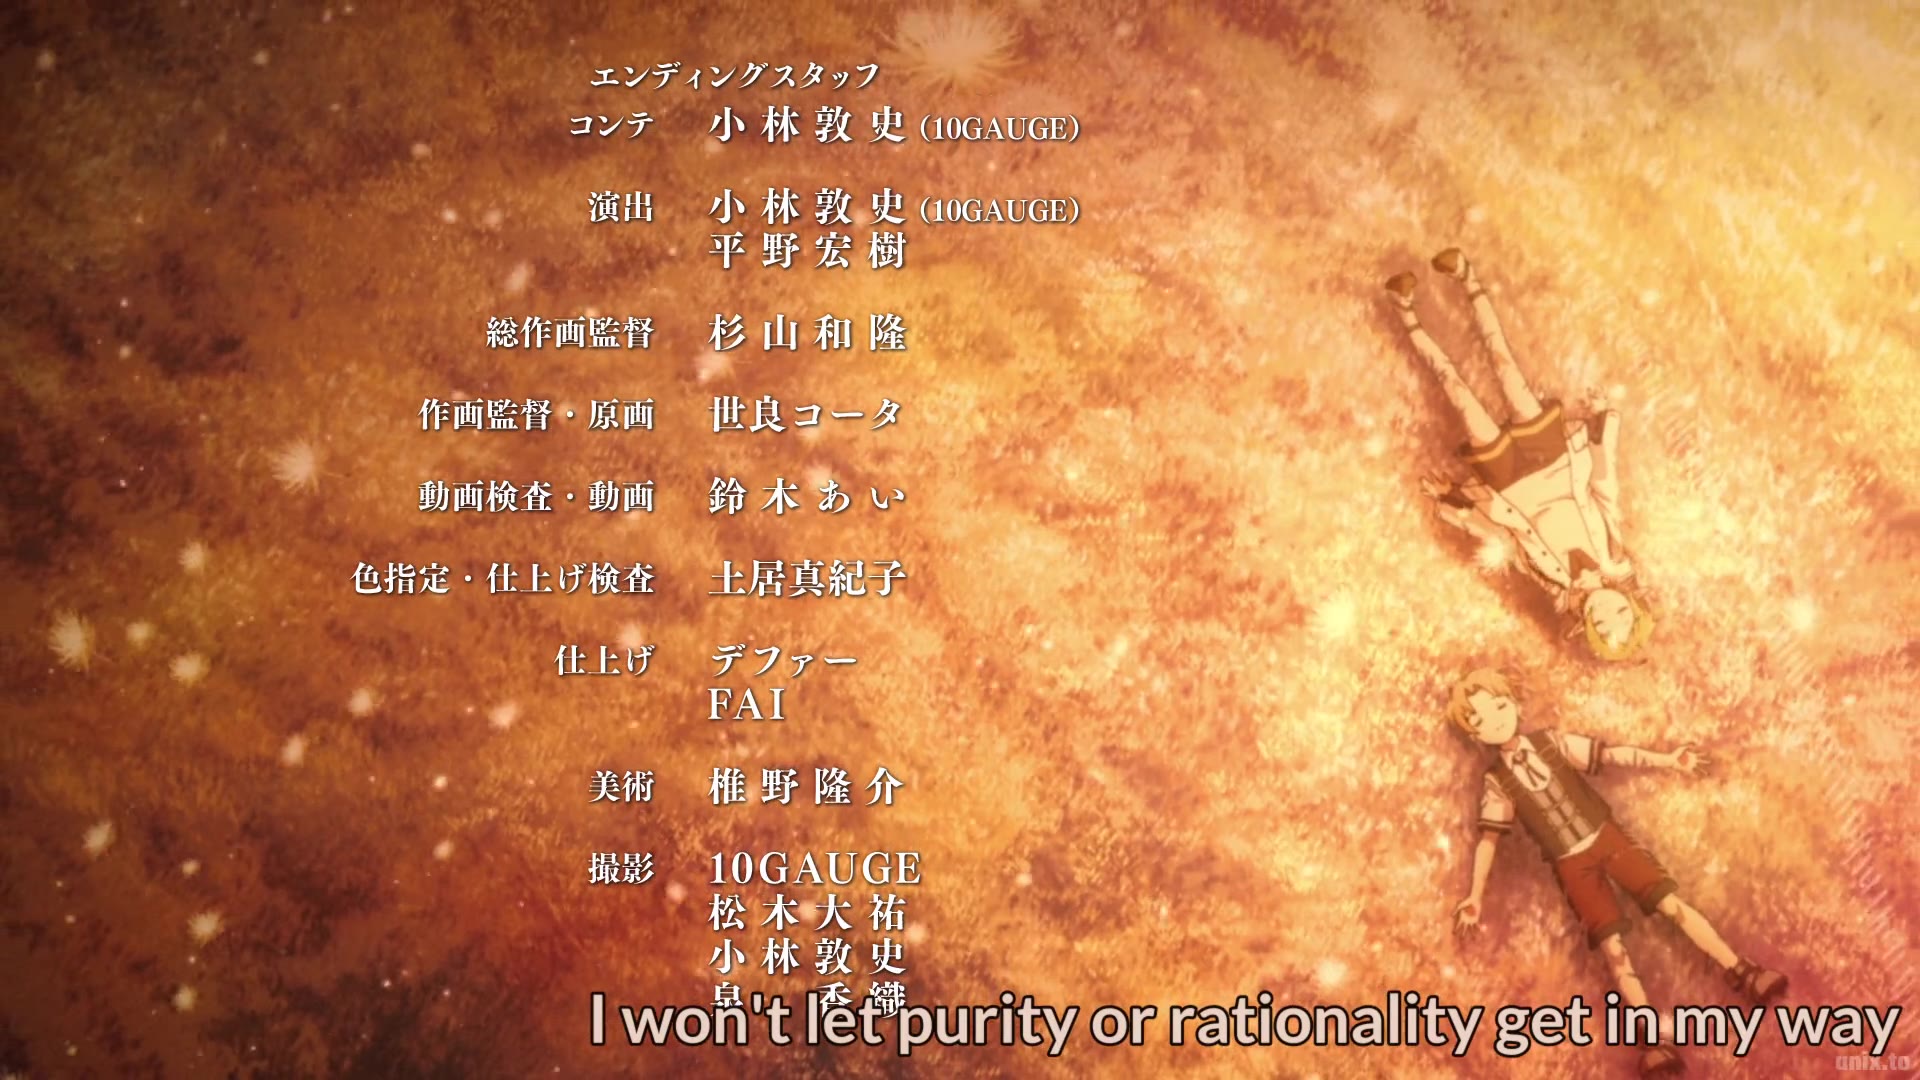 エンディングスタッフ
コンテ 小林敦史(10GAUGE)
演出 小林敦史(10GAUGE)
平野宏樹
総作画監督 杉山和隆
作画監督・原画 世良コータ
動画検査・動画 鈴木あい
色指定・仕上げ検査 土居真紀子
仕上げ デファー
FAI
美術 椎野隆介
撮影 10GAUGE
松木大祐
小林敦史
泉 香織
I won't let purity or rationality get in my way
unix.to